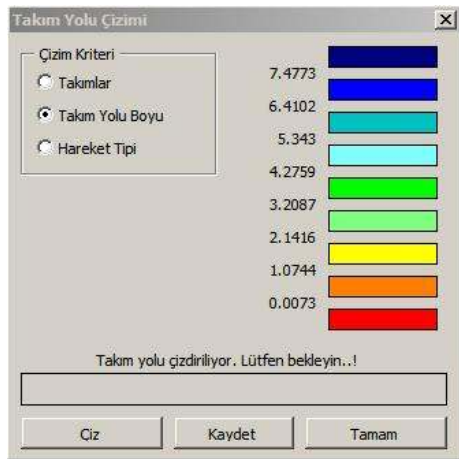 Takım Yolu Çizimi
Çizim Kriteri
Takımlar
Takım Yolu Boyu
Hareket Tipi
7.4773
6.4102
5.343
4.2759
3.2087
2.1416
1.0744
0.0073
Takım yolu çizdiriliyor. Lütfen bekleyin..!
Çiz Kaydet Tamam